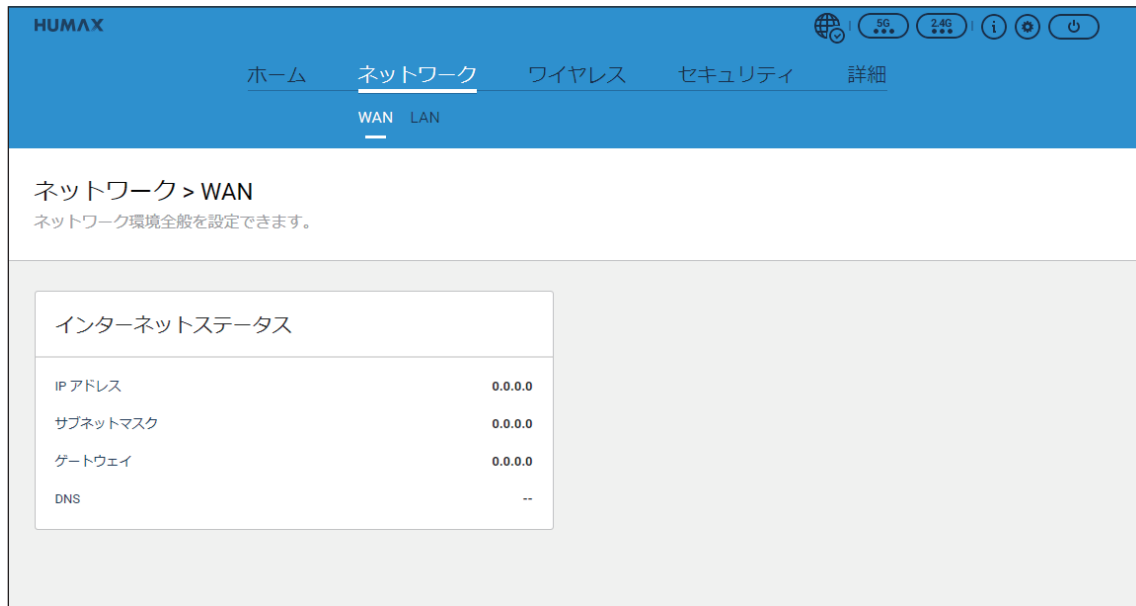 HUMAX
5G
2.4G
i
ホーム ネットワーク ワイヤレス セキュリティ 詳細
WAN LAN
ネットワーク > WAN
ネットワーク環境全般を設定できます。
インターネットステータス
IP アドレス 0.0.0.0
サブネットマスク 0.0.0.0
ゲートウェイ 0.0.0.0
DNS --